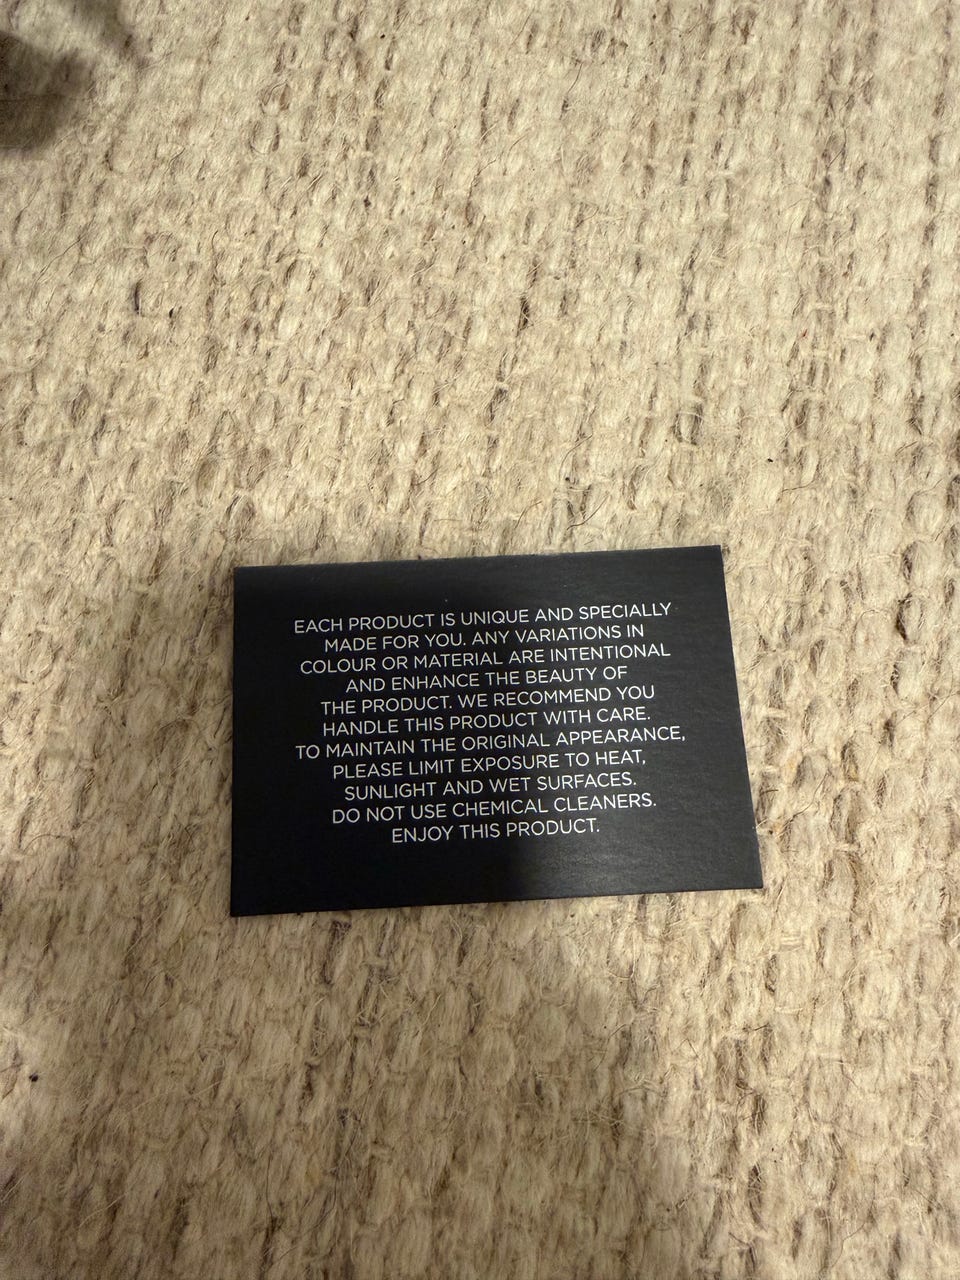 EACH PRODUCT IS UNIQUE AND SPECIALLY
MADE FOR YOU. ANY VARIATIONS IN
COLOUR OR MATERIAL ARE INTENTIONAL
AND ENHANCE THE BEAUTY OF
THE PRODUCT. WE RECOMMEND YOU
HANDLE THIS PRODUCT WITH CARE.
TO MAINTAIN THE ORIGINAL APPEARANCE,
PLEASE LIMIT EXPOSURE TO HEAT,
SUNLIGHT AND WET SURFACES.
DO NOT USE CHEMICAL CLEANERS.
ENJOY THIS PRODUCT.